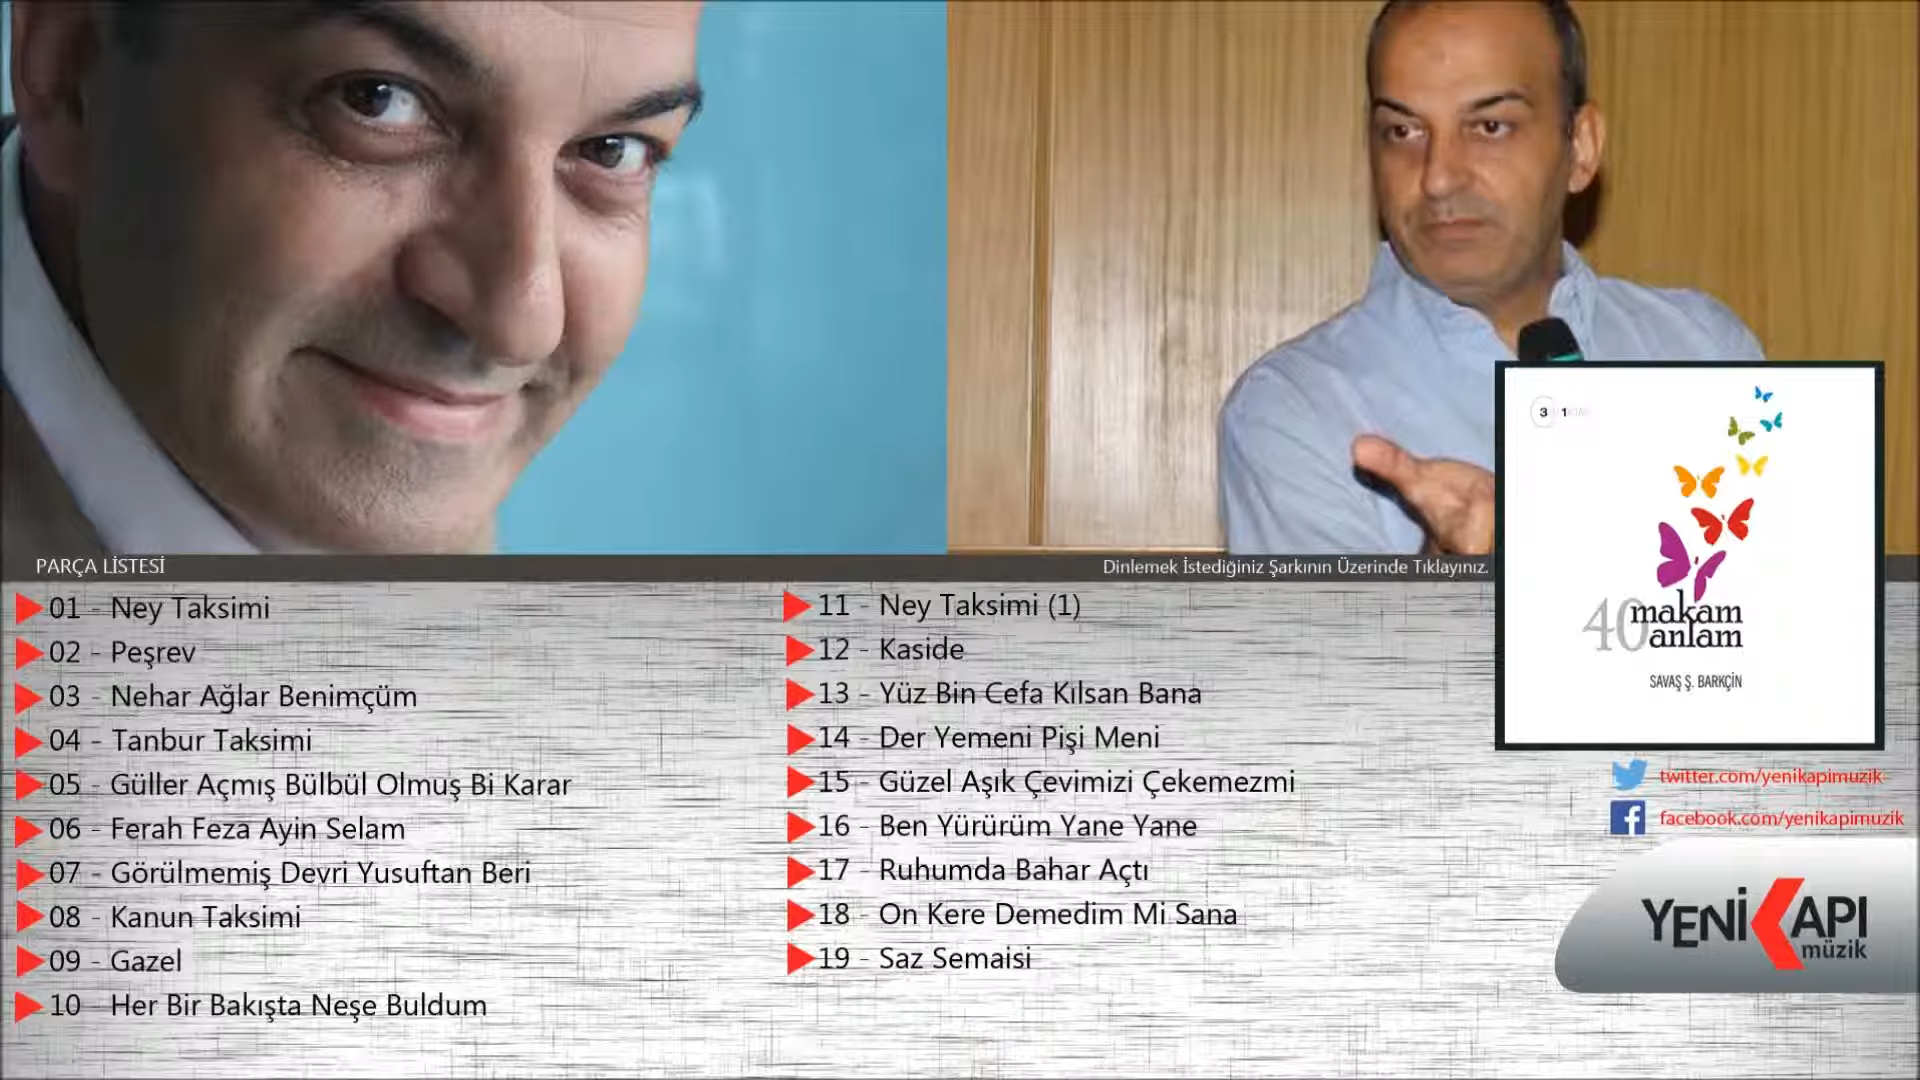 PARÇA LİSTESİ
Dinlemek İstediğiniz Şarkının Üzerinde Tıklayınız.
01 - Ney Taksimi
02 - Peşrev
03 - Nehar Ağlar Benimçüm
04 - Tanbur Taksimi
05 - Güller Açmış Bülbül Olmuş Bi Karar
06 - Ferah Feza Ayin Selam
07 - Görülmemiş Devri Yusuftan Beri
08 - Kanun Taksimi
09 - Gazel
10 - Her Bir Bakışta Neşe Buldum
11 - Ney Taksimi (1)
12 - Kaside
13 - Yüz Bin Cefa Kılsan Bana
14 - Der Yemeni Pişi Meni
15 - Güzel Aşık Çevimizi Çekemezmi
16 - Ben Yürürüm Yane Yane
17 - Ruhumda Bahar Açtı
18 - On Kere Demedim Mi Sana
19 - Saz Semaisi
3 1
40 makam
anlam
SAVAŞ Ş. BARKÇİN
twitter.com/yenikapimuzik
facebook.com/yenikapimuzik
YENİKAPI
müzik